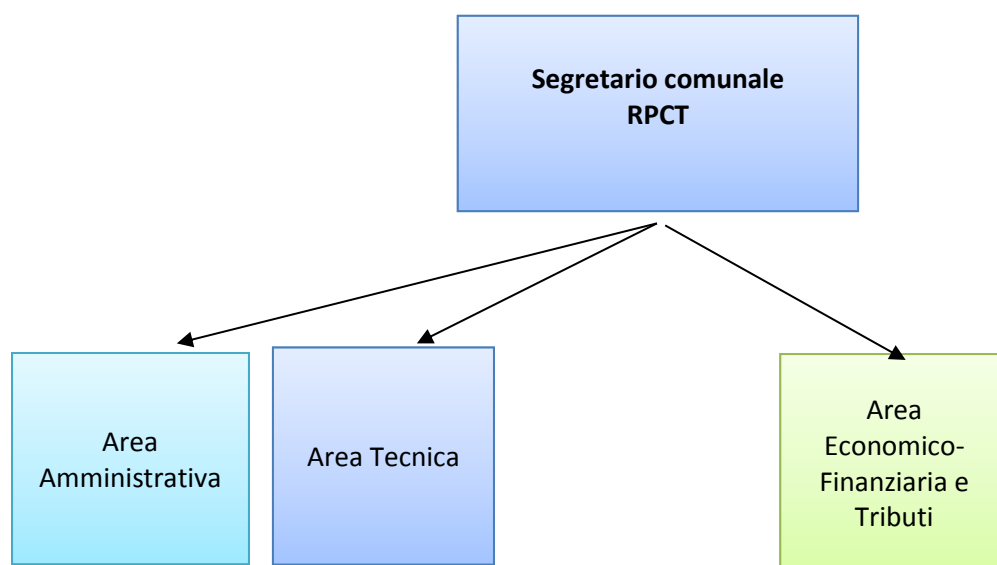 Segretario comunale
RPCT
Area
Amministrativa
Area Tecnica
Area
Economico-
Finanziaria e
Tributi